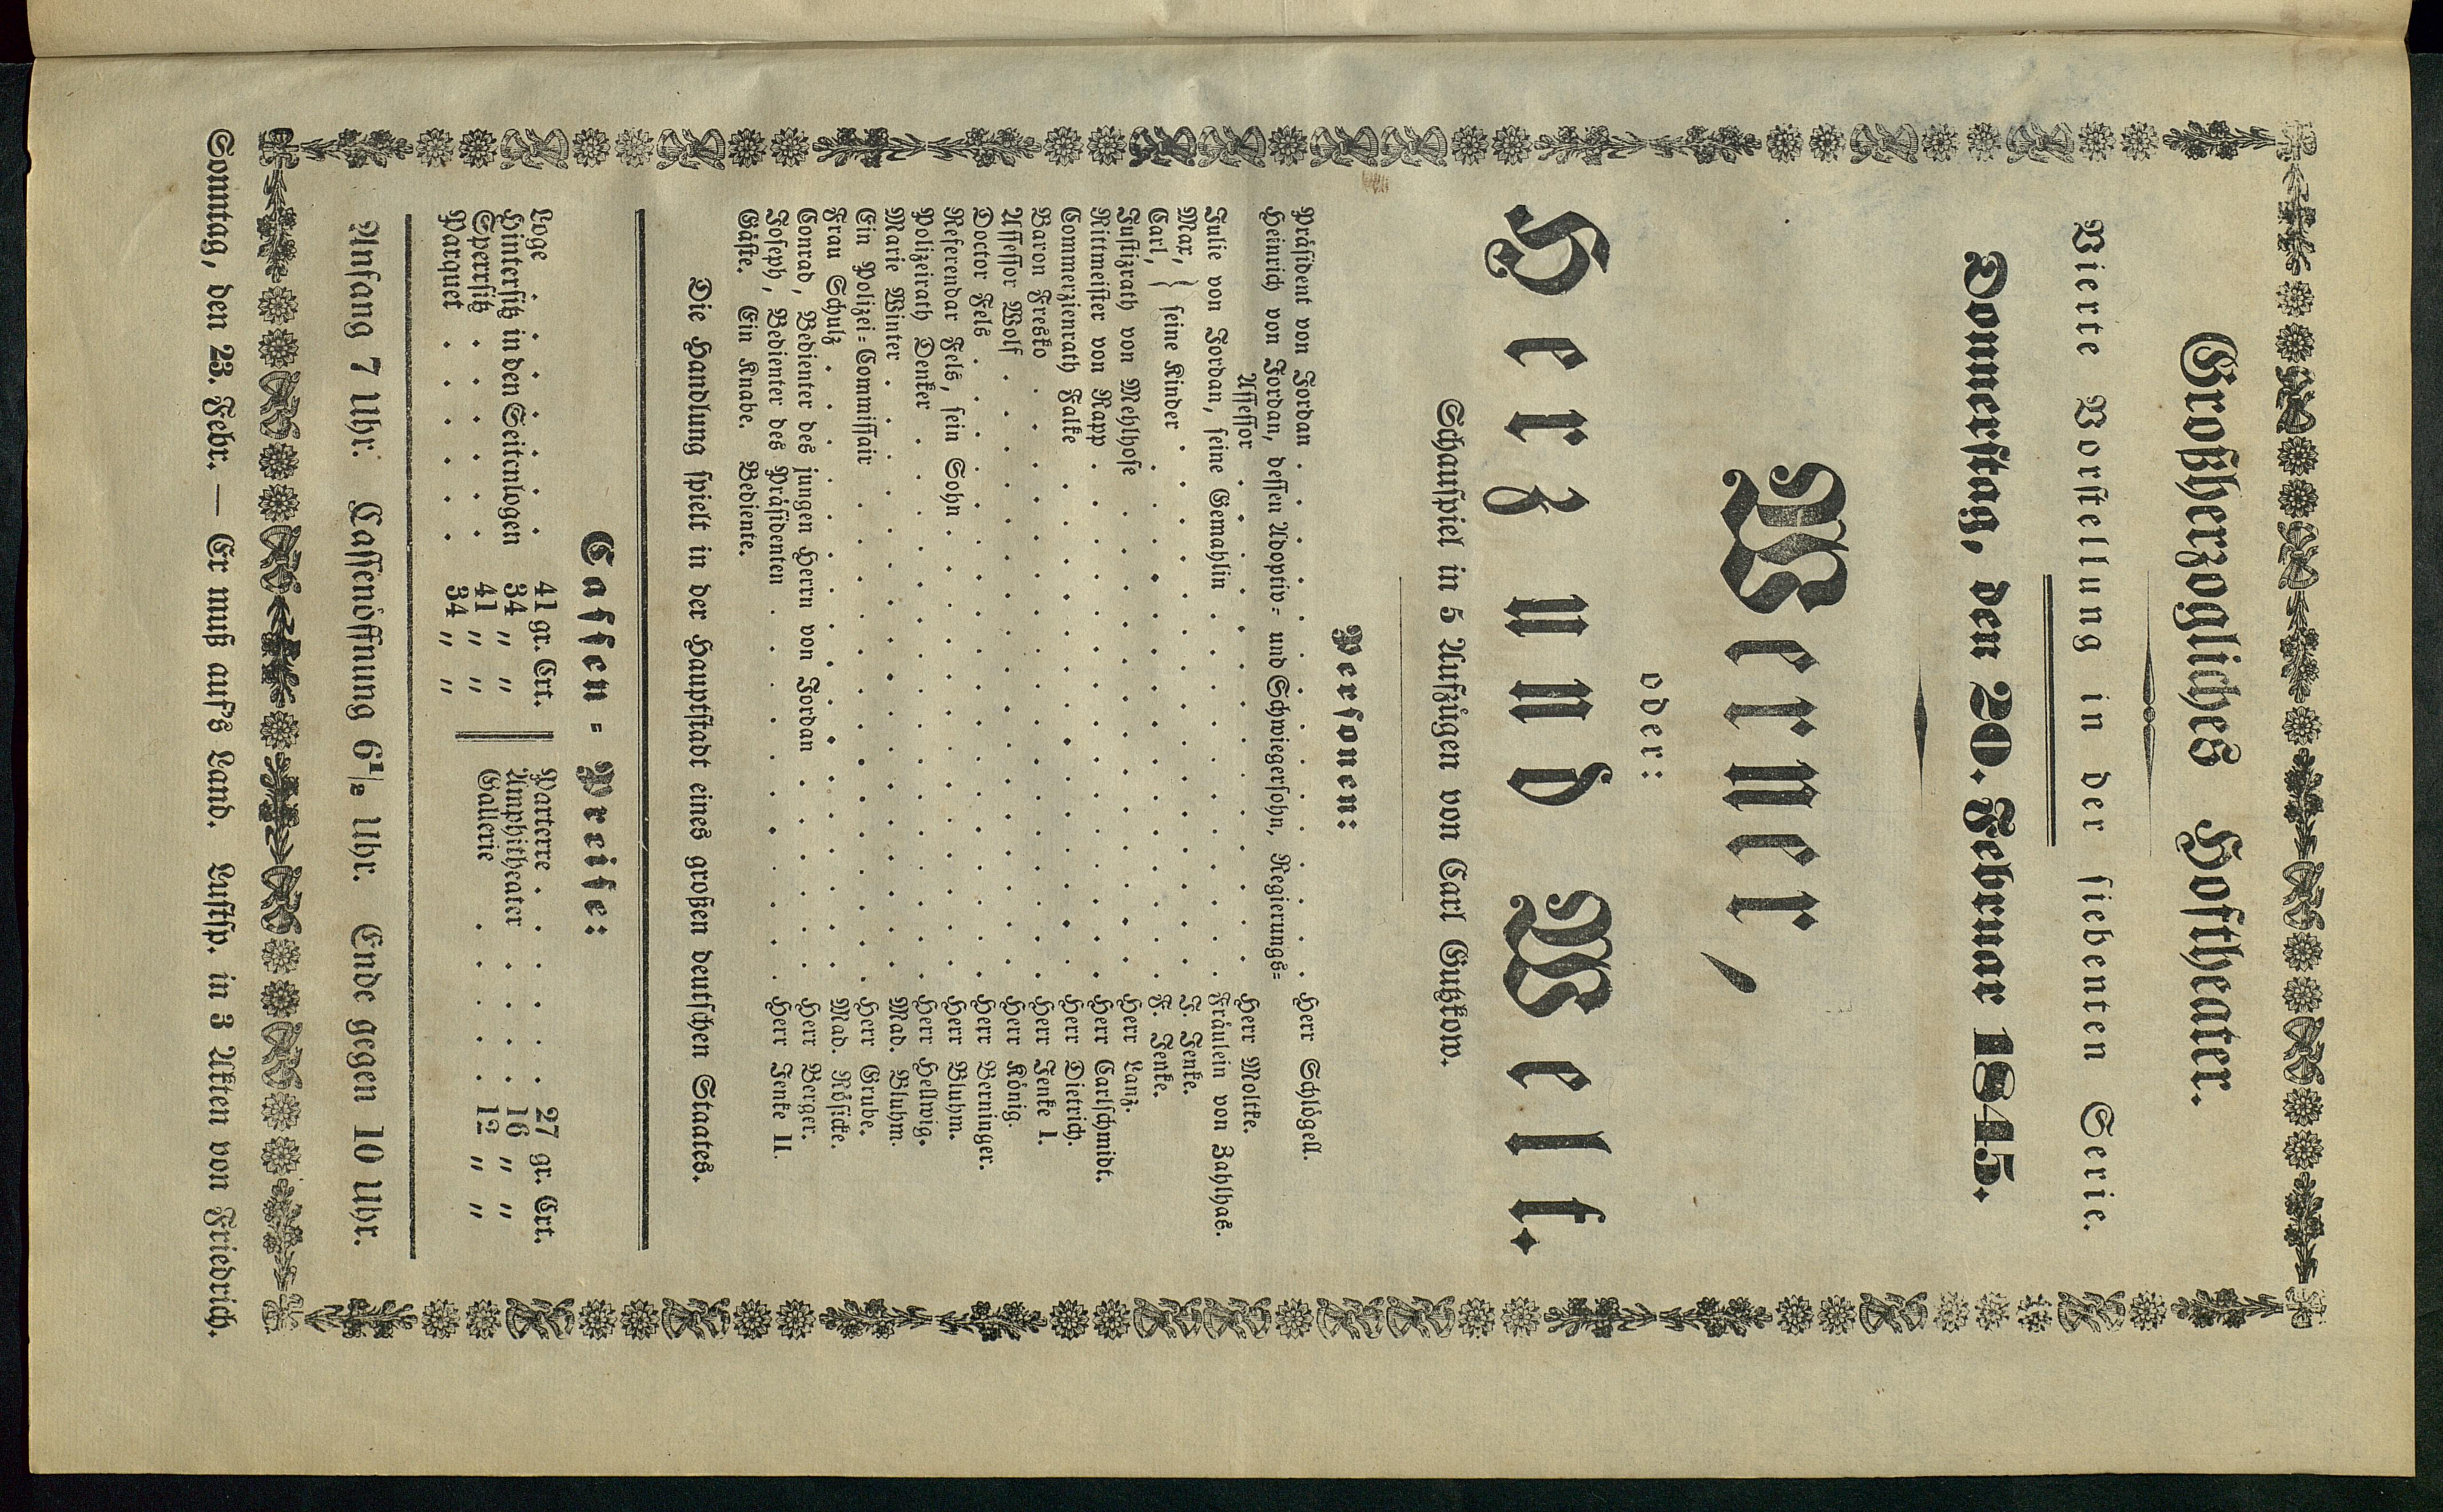 Großherzogliches Hoftheater.
Vierte Vorstellung in der siebenten Serie.
Donnerstag, den 20. Februar 1845.
Werner,
oder:
Herz und Welt.
Schauspiel in 5 Aufzügen von Carl Gutzkow.
Personen:
Präsident von Jordan . . . . . . . . . . . . Herr Schlögell.
Heinrich von Jordan, dessen Adoptiv- und Schwiegersohn, Regierungs-
Assessor . . . . . . . . . . . . Herr Moltke.
Julie von Jordan, seine Gemahlin . . . . . . . . . . Fräulein von Zahlhas.
Max, } seine Kinder . . . . . . . . . . . . J. Jenke.
Carl, . . . . . . . . . . . . F. Jenke.
Justizrath von Mehlhose . . . . . . . . . . . . Herr Lanz.
Rittmeister von Rapp . . . . . . . . . . . . Herr Carlschmidt.
Commerzienrath Falke . . . . . . . . . . . . Herr Dietrich.
Baron Fresko . . . . . . . . . . . . Herr Jenke I.
Assessor Wolf . . . . . . . . . . . . Herr König.
Doctor Fels . . . . . . . . . . . . Herr Berninger.
Referendar Fels, sein Sohn . . . . . . . . . . . . Herr Bluhm.
Polizeirath Denker . . . . . . . . . . . . Herr Hellwig.
Marie Winter . . . . . . . . . . . . Mad. Bluhm.
Ein Polizei-Commissair . . . . . . . . . . . . Herr Grube.
Frau Schulz . . . . . . . . . . . . Mad. Rösicke.
Conrad, Bedienter des jungen Herrn von Jordan . . . . . . Herr Berger.
Joseph, Bedienter des Präsidenten . . . . . . . . . . Herr Jenke II.
Gäste. Ein Knabe. Bediente.
Die Handlung spielt in der Hauptstadt eines großen deutschen Staates.
Cassen-Preise:
Loge . . . . . . . 41 gr. Crt.
Hintersitz in den Seitenlogen 34 " "
Sperrsitz . . . . . . 41 " "
Parquet . . . . . . 34 " "
Parterre . . . . . . 27 gr. Crt.
Amphitheater . . . . 16 " "
Gallerie . . . . . 12 " "
Anfang 7 Uhr. Cassenöffnung 6 1/2 Uhr. Ende gegen 10 Uhr.
Sonntag, den 23. Febr. — Er muß auf's Land. Lustsp. in 3 Akten von Friedrich.